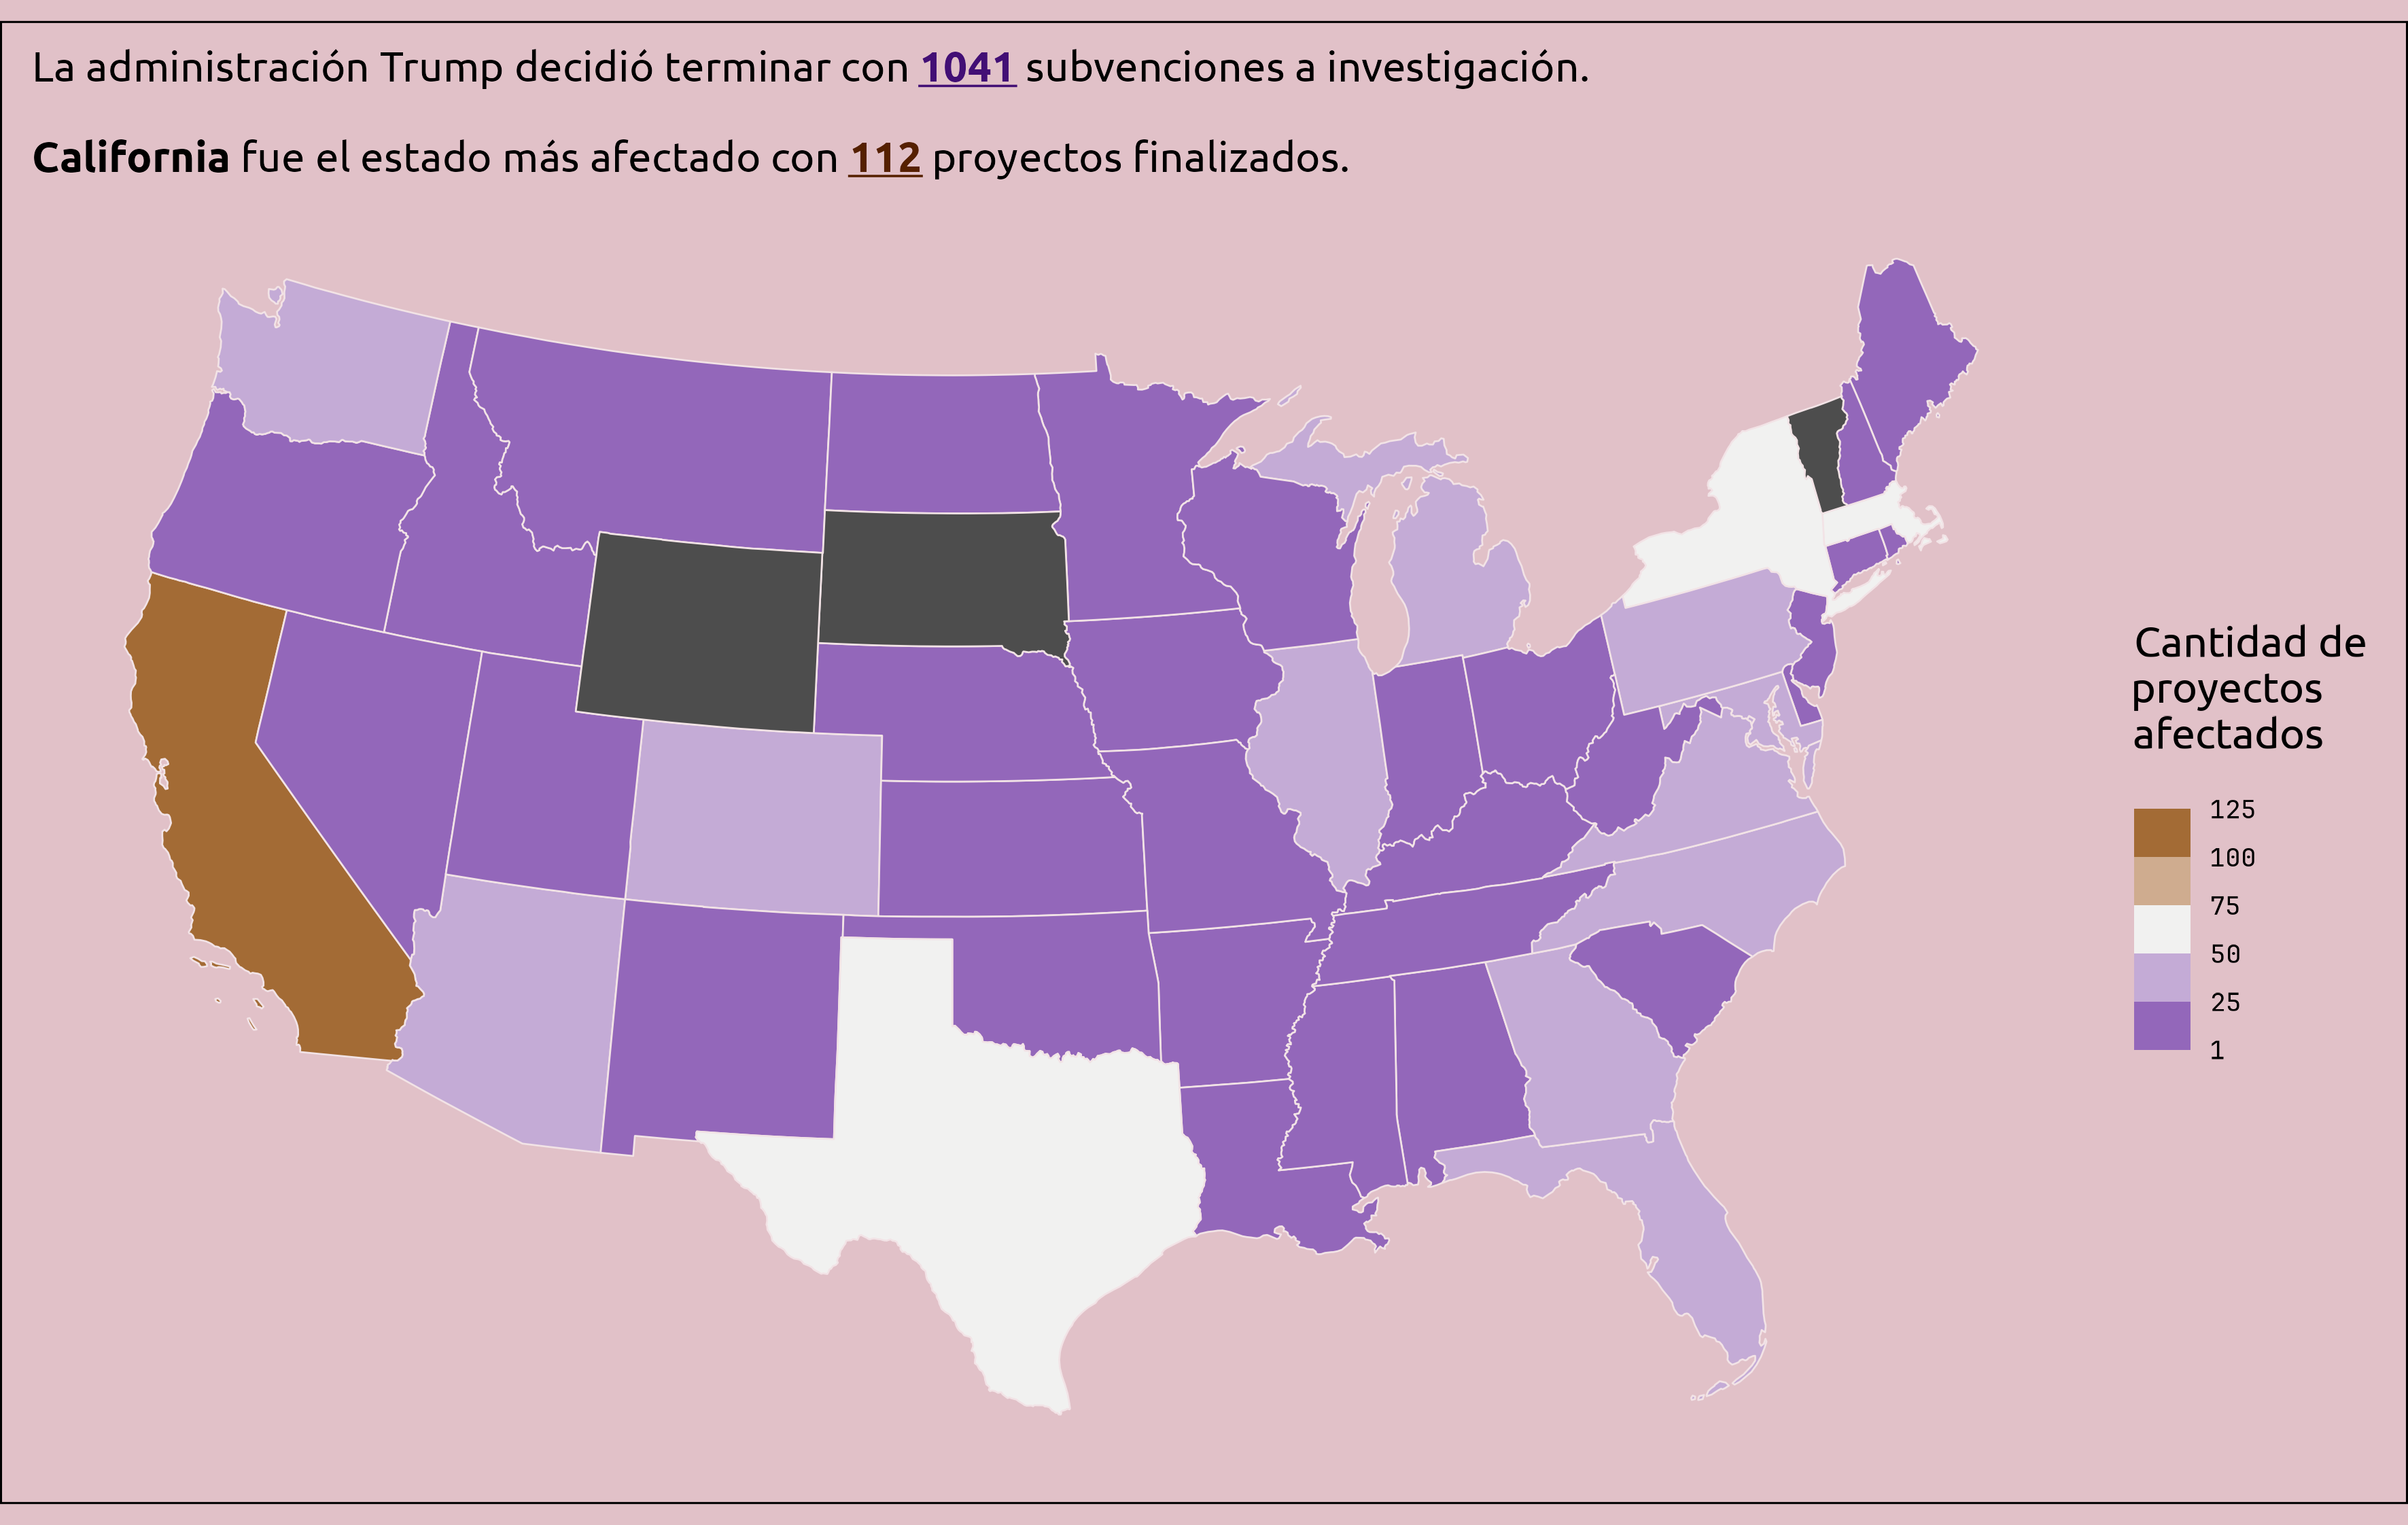 La administración Trump decidió terminar con 1041 subvenciones a investigación.
California fue el estado más afectado con 112 proyectos finalizados.
Cantidad de
proyectos
afectados
125
100
75
50
25
1